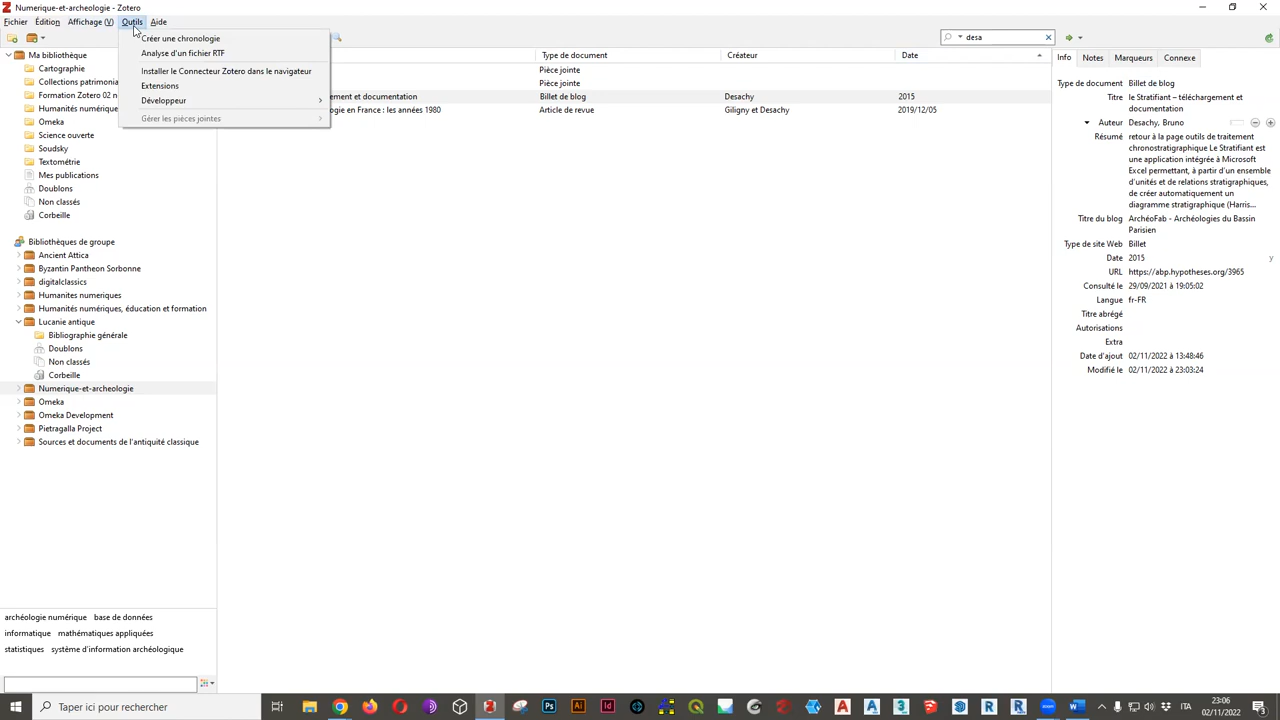 Numerique-et-archeologie - Zotero
Fichier Édition Affichage (V) Outils Aide
desa
Créer une chronologie
Analyse d'un fichier RTF
Installer le Connecteur Zotero dans le navigateur
Extensions
Développeur
Gérer les pièces jointes
Ma bibliothèque
Cartographie
Collections patrimonia
Formation Zotero 02 n
Humanités numérique
Omeka
Science ouverte
Soudsky
Textométrie
Mes publications
Doublons
Non classés
Corbeille
Bibliothèques de groupe
Ancient Attica
Byzantin Pantheon Sorbonne
digitalclassics
Humanites numeriques
Humanités numériques, éducation et formation
Lucanie antique
Bibliographie générale
Doublons
Non classés
Corbeille
Numerique-et-archeologie
Omeka
Omeka Development
Pietragalla Project
Sources et documents de l'antiquité classique
archéologie numérique base de données
informatique mathématiques appliquées
statistiques système d'information archéologique
Type de document Créateur Date
Pièce jointe
Pièce jointe
ement et documentation Billet de blog Desachy 2015
ogie en France : les années 1980 Article de revue Giligny et Desachy 2019/12/05
Info Notes Marqueurs Connexe
Type de document Billet de blog
Titre le Stratifiant – téléchargement et
documentation
Auteur Desachy, Bruno
Résumé retour à la page outils de traitement
chronostratigraphique Le Stratifiant est
une application intégrée à Microsoft
Excel permettant, à partir d'un ensemble
d'unités et de relations stratigraphiques,
de créer automatiquement un
diagramme stratigraphique (Harris...
Titre du blog ArchéoFab - Archéologies du Bassin
Parisien
Type de site Web Billet
Date 2015 y
URL https://abp.hypotheses.org/3965
Consulté le 29/09/2021 à 19:05:02
Langue fr-FR
Titre abrégé
Autorisations
Extra
Date d'ajout 02/11/2022 à 13:48:46
Modifié le 02/11/2022 à 23:03:24
Taper ici pour rechercher
ITA
23:06
02/11/2022